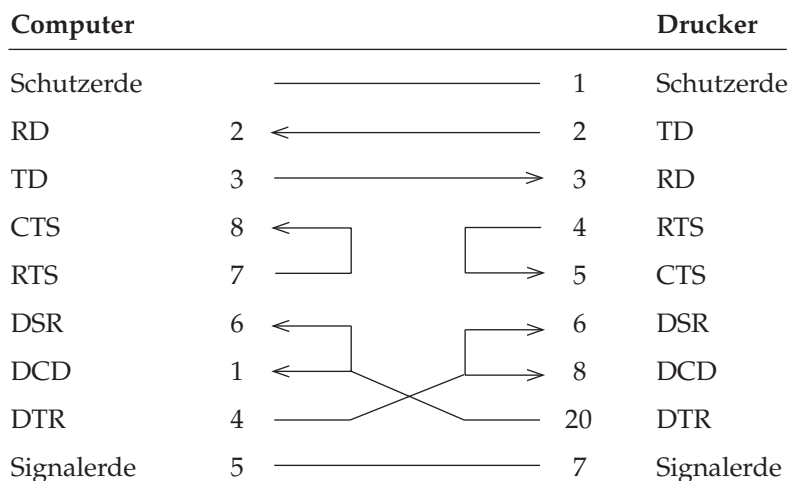 Computer Drucker
Schutzerde 1 Schutzerde
RD 2 2 TD
TD 3 3 RD
CTS 8 4 RTS
RTS 7 5 CTS
DSR 6 6 DSR
DCD 1 8 DCD
DTR 4 20 DTR
Signalerde 5 7 Signalerde